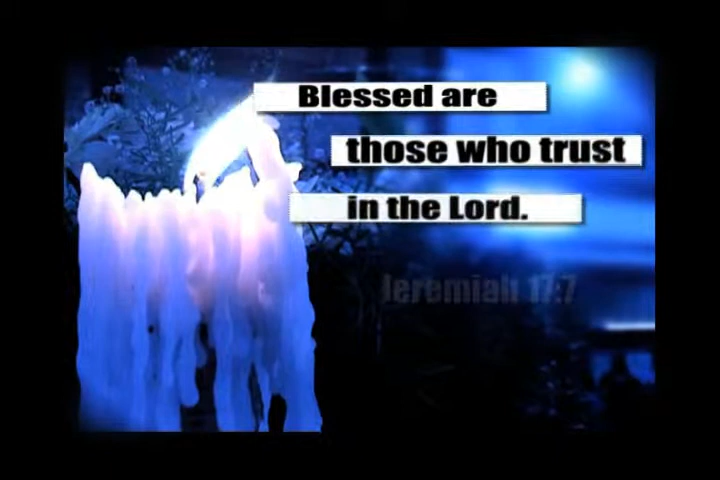 Blessed are
those who trust
in the Lord.
Jeremiah 17:7